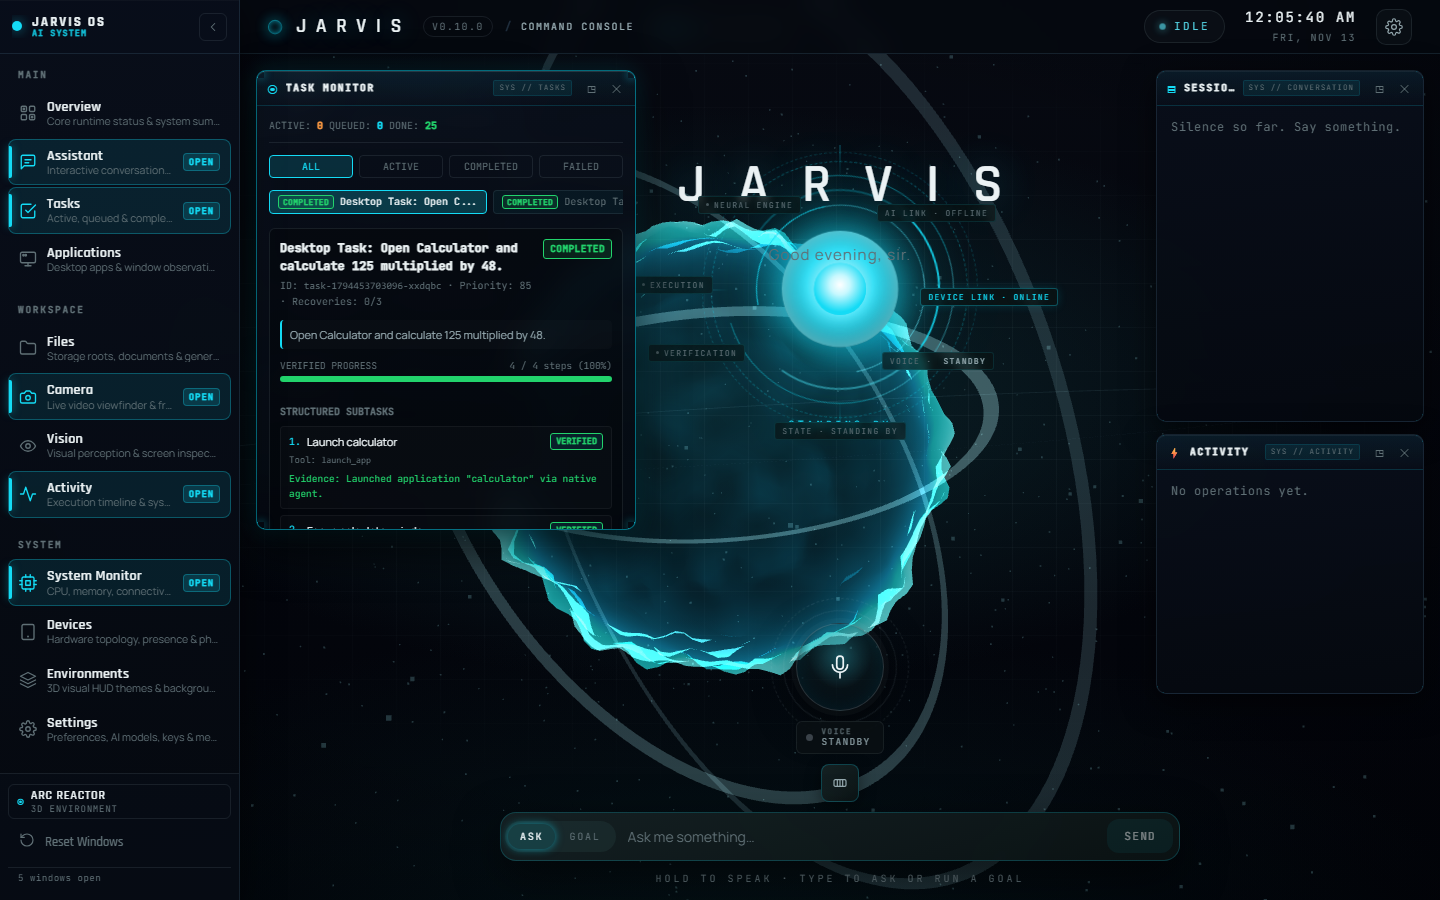 JARVIS OS
AI SYSTEM
MAIN
Overview
Core runtime status & system sum...
Assistant
Interactive conversation...
OPEN
Tasks
Active, queued & comple...
OPEN
Applications
Desktop apps & window observati...
WORKSPACE
Files
Storage roots, documents & gener...
Camera
Live video viewfinder & fr...
OPEN
Vision
Visual perception & screen inspec...
Activity
Execution timeline & sys...
OPEN
SYSTEM
System Monitor
CPU, memory, connectiv...
OPEN
Devices
Hardware topology, presence & ph...
Environments
3D visual HUD themes & backgrou...
Settings
Preferences, AI models, keys & me...
ARC REACTOR
3D ENVIRONMENT
Reset Windows
5 windows open
JARVIS
V0.10.0
/ COMMAND CONSOLE
IDLE
12:05:40 AM
FRI, NOV 13
TASK MONITOR
SYS // TASKS
ACTIVE: 0 QUEUED: 0 DONE: 25
ALL
ACTIVE
COMPLETED
FAILED
COMPLETED Desktop Task: Open C...
COMPLETED Desktop Ta
Desktop Task: Open Calculator and
calculate 125 multiplied by 48.
COMPLETED
ID: task-1794453703096-xxdqbc · Priority: 85
· Recoveries: 0/3
Open Calculator and calculate 125 multiplied by 48.
VERIFIED PROGRESS
4 / 4 steps (100%)
STRUCTURED SUBTASKS
1. Launch calculator
VERIFIED
Tool: launch_app
Evidence: Launched application "calculator" via native
agent.
VERIFIED
JARVIS
NEURAL ENGINE
AI LINK · OFFLINE
Good evening, sir.
EXECUTION
DEVICE LINK · ONLINE
VERIFICATION
VOICE · STANDBY
STATE · STANDING BY
VOICE
STANDBY
ASK
GOAL
Ask me something...
SEND
HOLD TO SPEAK · TYPE TO ASK OR RUN A GOAL
SESSIO…
SYS // CONVERSATION
Silence so far. Say something.
ACTIVITY
SYS // ACTIVITY
No operations yet.